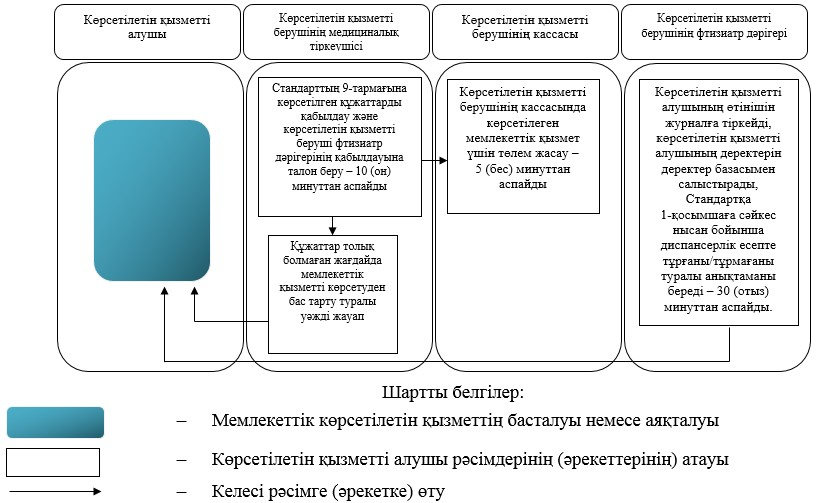 Көрсетілетін қызметті
алушы
Көрсетілетін қызметті
берушінің медициналық
тіркеушісі
Көрсетілетін қызметті
берушінің кассасы
Көрсетілетін қызметті
берушінің фтизиатр дәрігері
Стандарттың 9-тармағына
көрсетілген құжаттарды
қабылдау және
көрсетілетін қызметті
беруші фтизиатр
дәрігерінің қабылдауына
талон беру – 10 (он)
минуттан аспайды
Құжаттар толық
болмаған жағдайда
мемлекеттік
қызметті көрсетуден
бас тарту туралы
уәжді жауап
Көрсетілетін қызметті
берушінің кассасында
көрсетілеген
мемлекеттік қызмет
үшін төлем жасау –
5 (бес) минуттан
аспайды
Көрсетілетін қызметті
алушының өтінішін
журналға тіркейді,
көрсетілетін қызметті
алушының деректерін
деректер базасымен
салыстырады,
Стандартқа
1-қосымшаға сәйкес
нысан бойынша
диспансерлік есепте
тұрғаны/тұрмағаны
туралы анықтаманы
береді – 30 (отыз)
минуттан аспайды.
Шартты белгілер:
– Мемлекеттік көрсетілетін қызметтің басталуы немесе аяқталуы
– Көрсетілетін қызметті алушы рәсімдерінің (әрекеттерінің) атауы
– Келесі рәсімге (әрекетке) өту